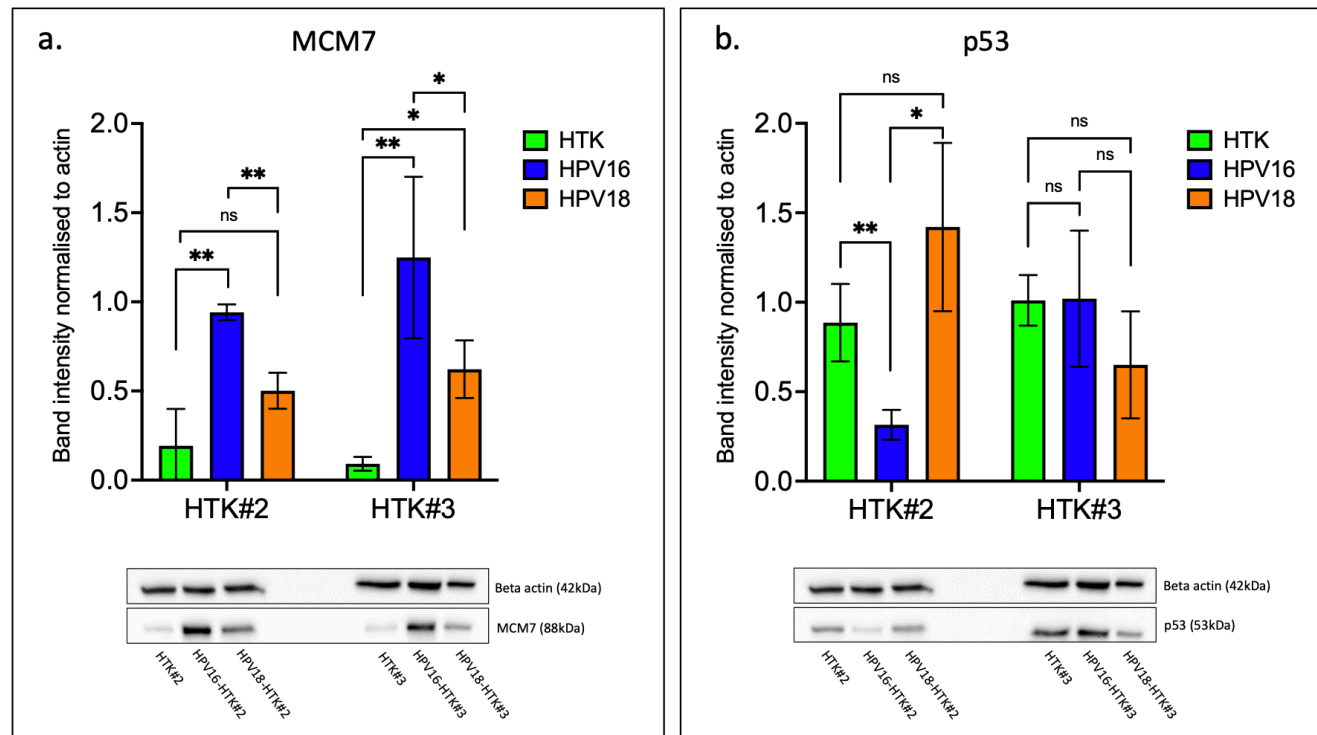 a.
MCM7
Band intensity normalised to actin
2.0
1.5
1.0
0.5
0.0
**
ns
**
**
*
*
HTK#2
HTK#3
HTK
HPV16
HPV18
Beta actin (42kDa)
MCM7 (88kDa)
HTK#2
HPV16-HTK#2
HPV18-HTK#2
HTK#3
HPV16-HTK#3
HPV18-HTK#3
b.
p53
Band intensity normalised to actin
2.0
1.5
1.0
0.5
0.0
ns
*
**
ns
ns
ns
HTK#2
HTK#3
HTK
HPV16
HPV18
Beta actin (42kDa)
p53 (53kDa)
HTK#2
HPV16-HTK#2
HPV18-HTK#2
HTK#3
HPV16-HTK#3
HPV18-HTK#3